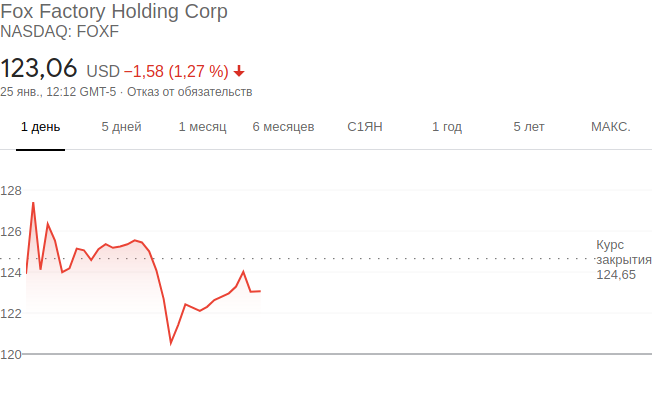 Fox Factory Holding Corp
NASDAQ: FOXF
123,06 USD −1,58 (1,27 %)
25 янв., 12:12 GMT-5 · Отказ от обязательств
1 день 5 дней 1 месяц 6 месяцев С1ЯН 1 год 5 лет МАКС.
128
126
Курс
закрытия
124,65
124
122
120